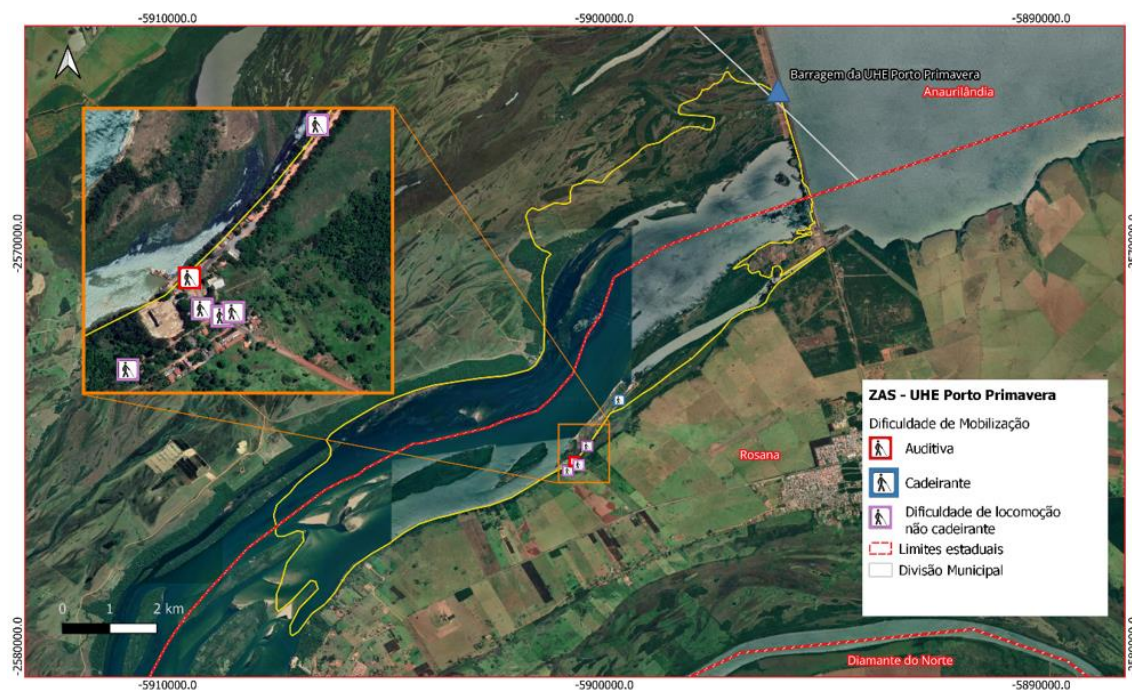 -5910000.0
-5900000.0
-5890000.0
Barragem da UHE Porto Primavera
Anaurilândia
-2570000.0
-2570000.0
ZAS - UHE Porto Primavera
Dificuldade de Mobilização
Auditiva
Cadeirante
Dificuldade de locomoção
não cadeirante
Limites estaduais
Divisão Municipal
Rosana
0 1 2 km
-2580000.0
-2580000.0
Diamante do Norte
-5910000.0
-5900000.0
-5890000.0